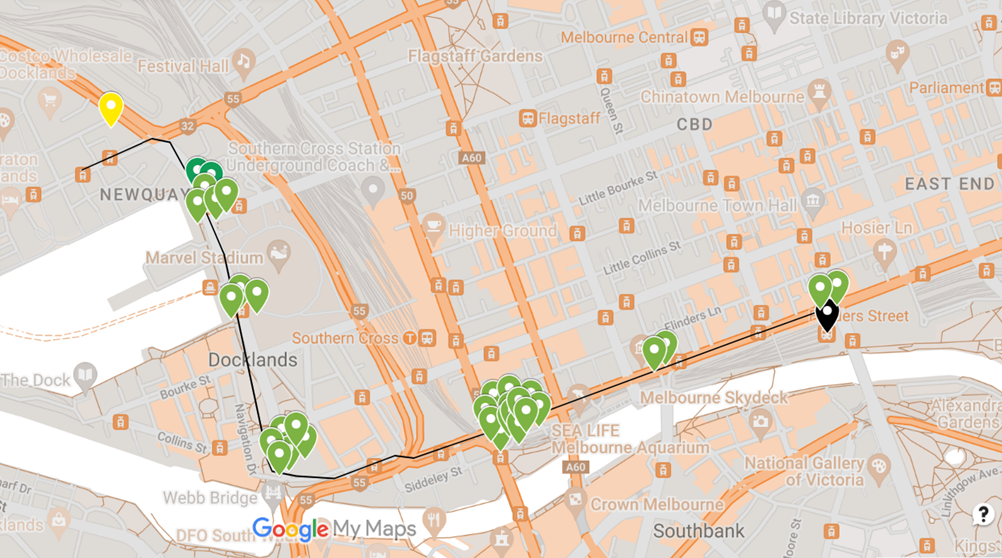 State Library Victoria
Costco Wholesale
Docklands
Festival Hall
Melbourne Central
Flagstaff Gardens
Parliament
Queen St
Chinatown Melbourne
55
32
Flagstaff
CBD
Southern Cross Station
Underground Coach &...
A60
Little Bourke St
EAST END
NEWQUAY
50
Melbourne Town Hall
Higher Ground
Hosier Ln
Marvel Stadium
Little Collins St
55
Flinders Ln
ers Street
Southern Cross
Docklands
The Dock
Bourke St
Navigation Dr
Collins St
Melbourne Skydeck
SEA LIFE
Melbourne Aquarium
A60
Siddeley St
55
55
Webb Bridge
National Gallery
of Victoria
Gardens
Linlithgow Ave
Crown Melbourne
DFO South
Google My Maps
Southbank
Kings
?